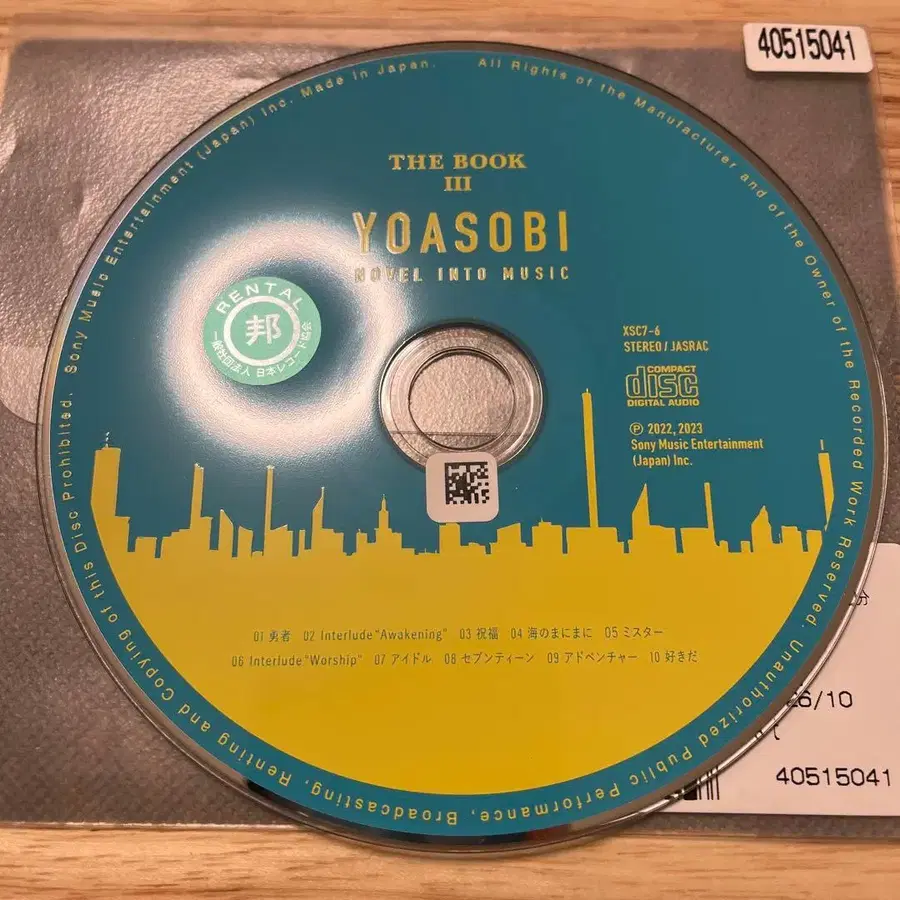 40515041
Unauthorized Public Performance, Broadcasting, Renting and Copying of this Disc Prohibited. Sony Music Entertainment (Japan) Inc. Made in Japan.
All Rights of the Manufacturer and of the Owner of the Recorded Work Reserved.
THE BOOK
III
YOASOBI
NOVEL INTO MUSIC
RENTAL
邦
一般社団法人 日本レコード協会
XSC7-6
STEREO / JASRAC
COMPACT
disc
DIGITAL AUDIO
Ⓟ 2022, 2023
Sony Music Entertainment
(Japan) Inc.
01 勇者 02 Interlude "Awakening" 03 祝福 04 海のまにまに 05 ミスター
06 Interlude "Worship" 07 アイドル 08 セブンティーン 09 アドベンチャー 10 好きだ
26/10
40515041